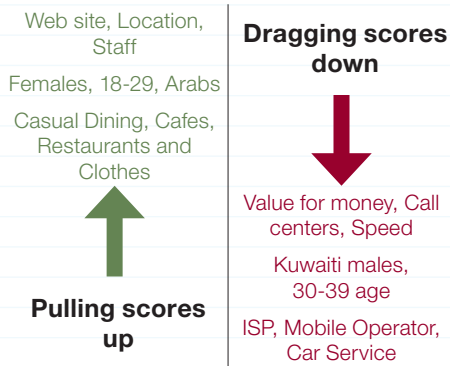 Web site, Location,
Staff
Females, 18-29, Arabs
Casual Dining, Cafes,
Restaurants and
Clothes
Pulling scores
up
Dragging scores
down
Value for money, Call
centers, Speed
Kuwaiti males,
30-39 age
ISP, Mobile Operator,
Car Service